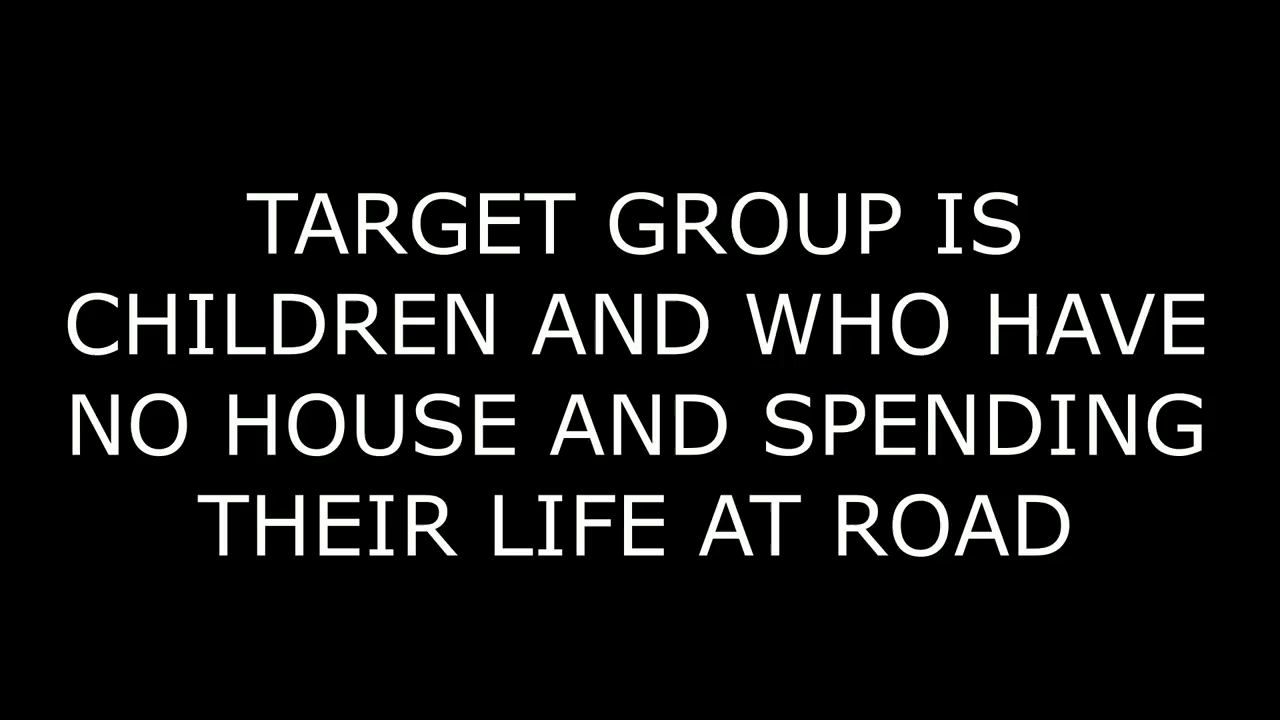 TARGET GROUP IS
CHILDREN AND WHO HAVE
NO HOUSE AND SPENDING
THEIR LIFE AT ROAD